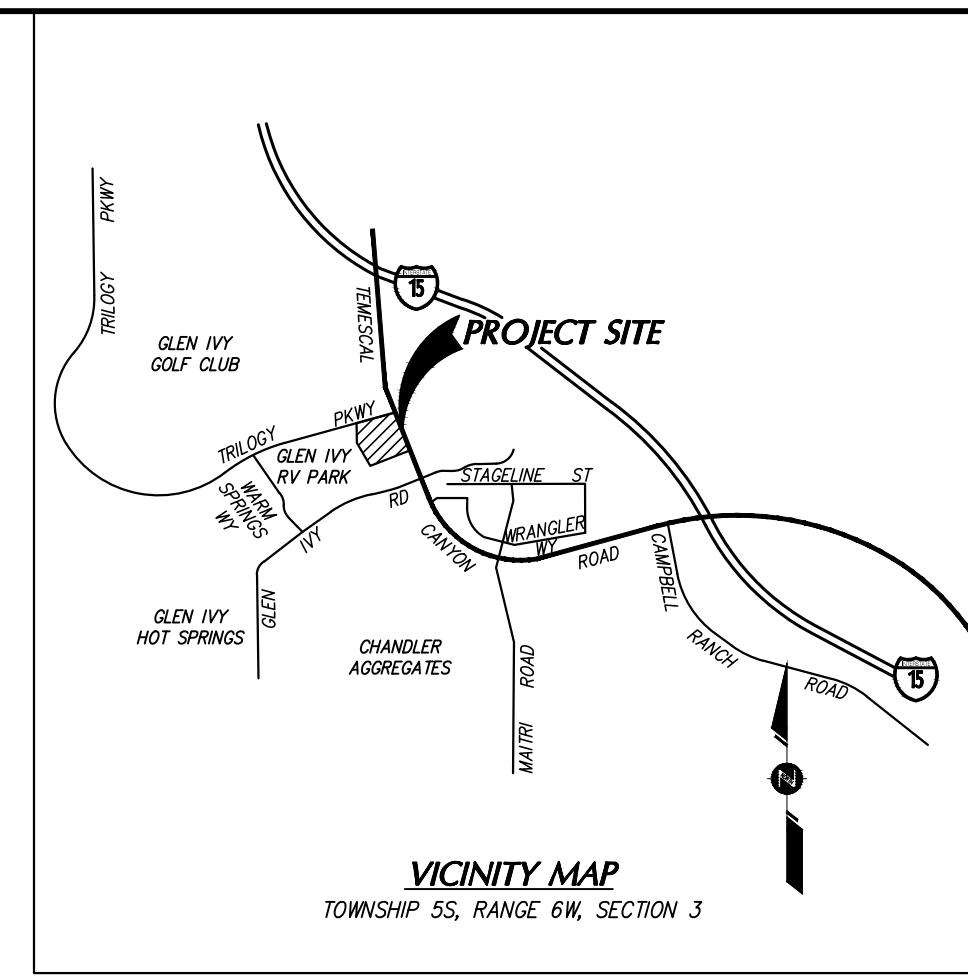 PKWY
TRILOGY
GLEN IVY
GOLF CLUB
TEMESCAL
INTERSTATE
15
PROJECT SITE
PKWY
TRILOGY
GLEN IVY
RV PARK
WARM
SPRINGS
WY
STAGELINE ST
RD
IVY
GLEN
WRANGLER
WY
CANYON
ROAD
CAMPBELL
RANCH
ROAD
INTERSTATE
15
GLEN IVY
HOT SPRINGS
CHANDLER
AGGREGATES
ROAD
MAITRI
N
VICINITY MAP
TOWNSHIP 5S, RANGE 6W, SECTION 3